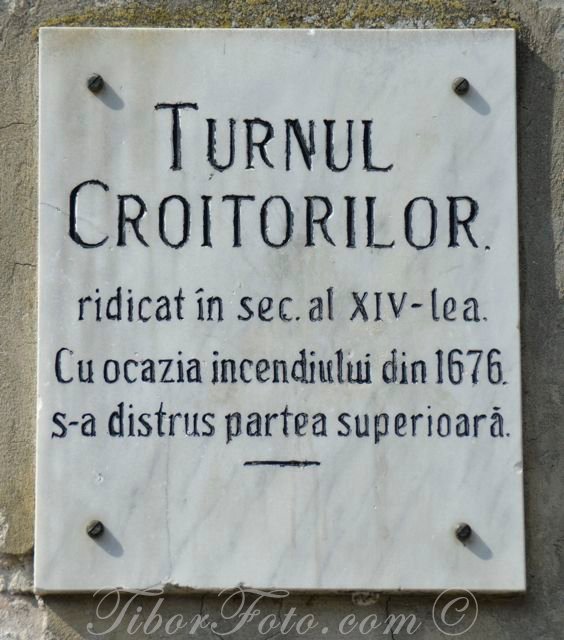 TURNUL
CROITORILOR.
ridicat în sec. al XIV-lea.
Cu ocazia incendiului din 1676.
s-a distrus partea superioară.
TiborFoto.com ©